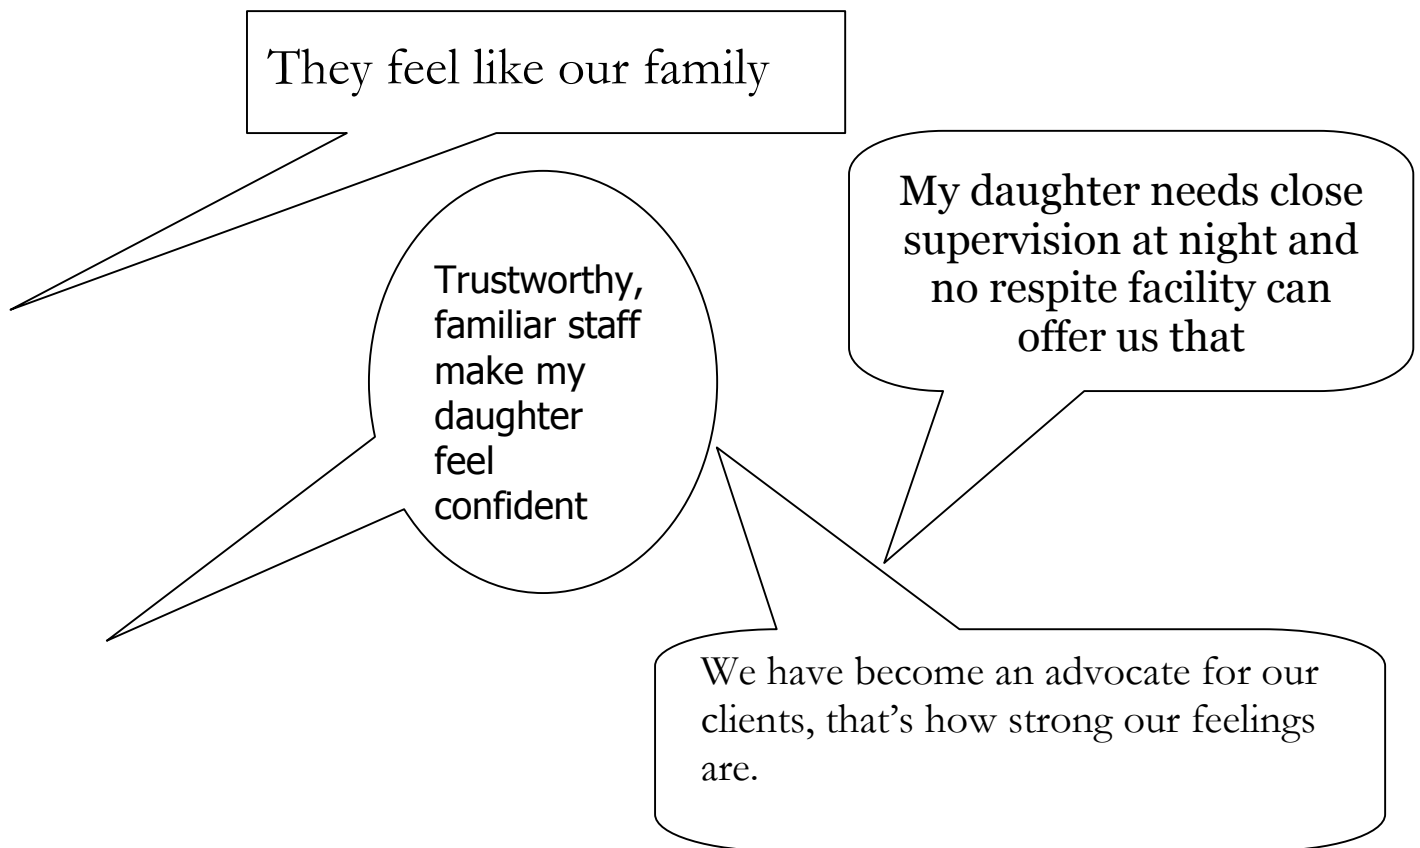 They feel like our family
My daughter needs close
supervision at night and
no respite facility can
offer us that
Trustworthy,
familiar staff
make my
daughter
feel
confident
We have become an advocate for our
clients, that’s how strong our feelings
are.